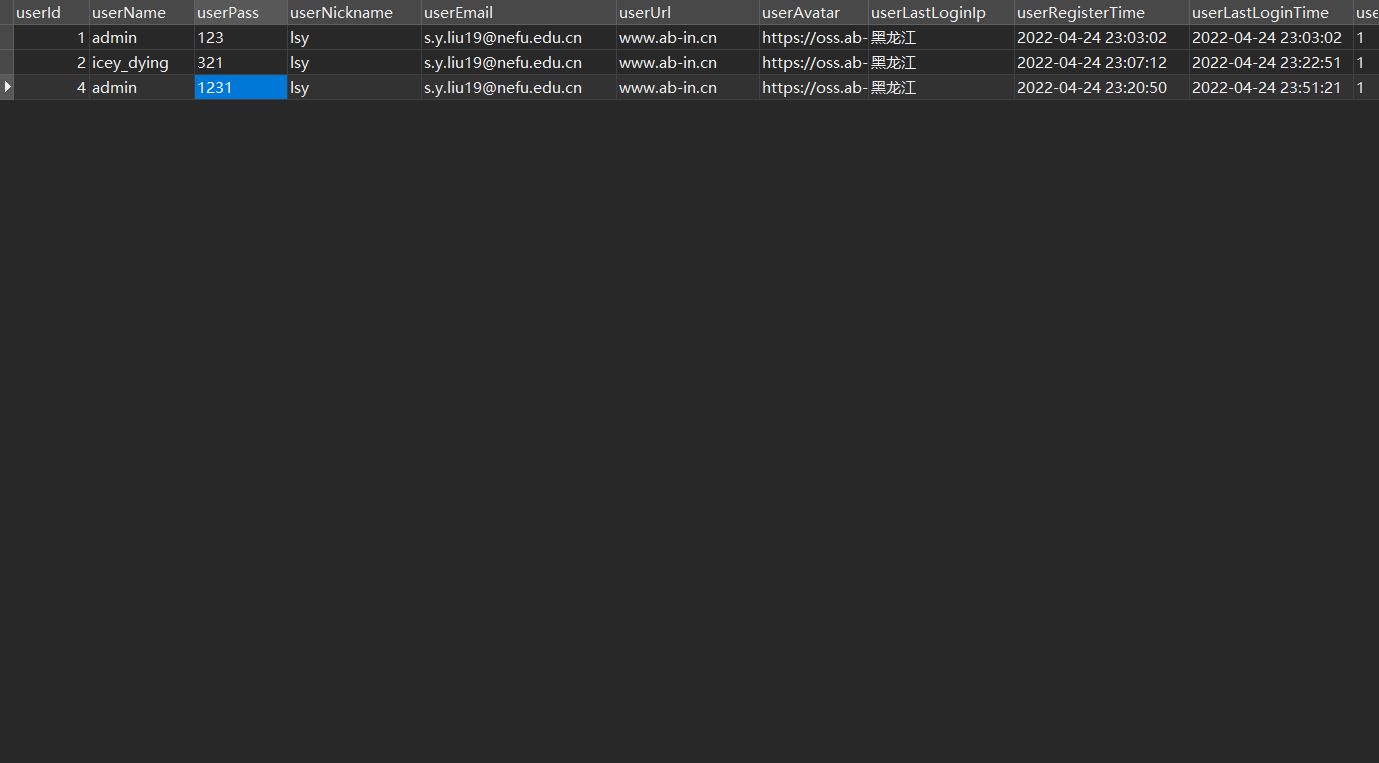 userId userName userPass userNickname userEmail userUrl userAvatar userLastLoginIp userRegisterTime userLastLoginTime use
1 admin 123 lsy s.y.liu19@nefu.edu.cn www.ab-in.cn https://oss.ab- 黑龙江 2022-04-24 23:03:02 2022-04-24 23:03:02 1
2 icey_dying 321 lsy s.y.liu19@nefu.edu.cn www.ab-in.cn https://oss.ab- 黑龙江 2022-04-24 23:07:12 2022-04-24 23:22:51 1
4 admin 1231 lsy s.y.liu19@nefu.edu.cn www.ab-in.cn https://oss.ab- 黑龙江 2022-04-24 23:20:50 2022-04-24 23:51:21 1